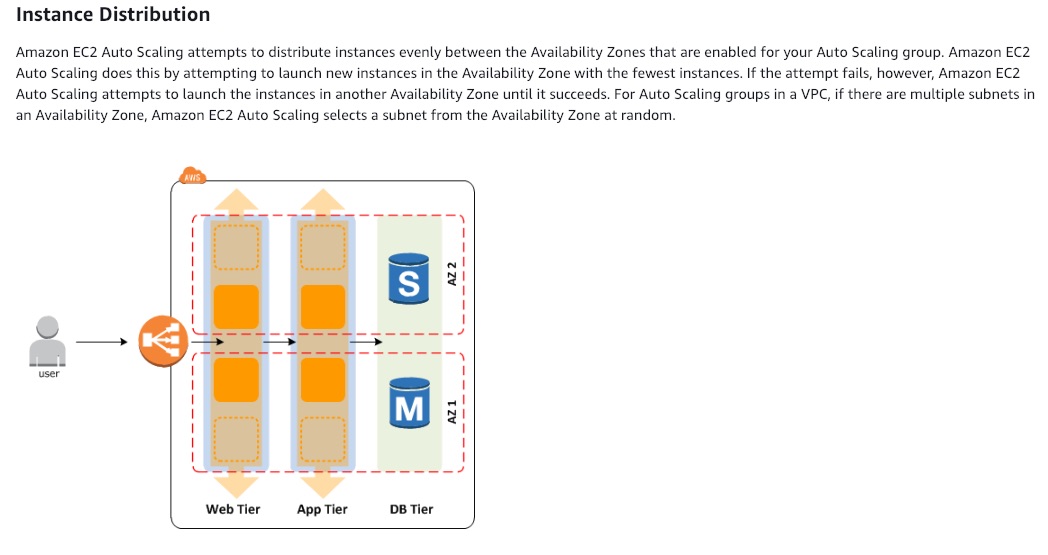 Instance Distribution
Amazon EC2 Auto Scaling attempts to distribute instances evenly between the Availability Zones that are enabled for your Auto Scaling group. Amazon EC2
Auto Scaling does this by attempting to launch new instances in the Availability Zone with the fewest instances. If the attempt fails, however, Amazon EC2
Auto Scaling attempts to launch the instances in another Availability Zone until it succeeds. For Auto Scaling groups in a VPC, if there are multiple subnets in
an Availability Zone, Amazon EC2 Auto Scaling selects a subnet from the Availability Zone at random.
AWS
S
AZ 2
user
M
AZ 1
Web Tier
App Tier
DB Tier